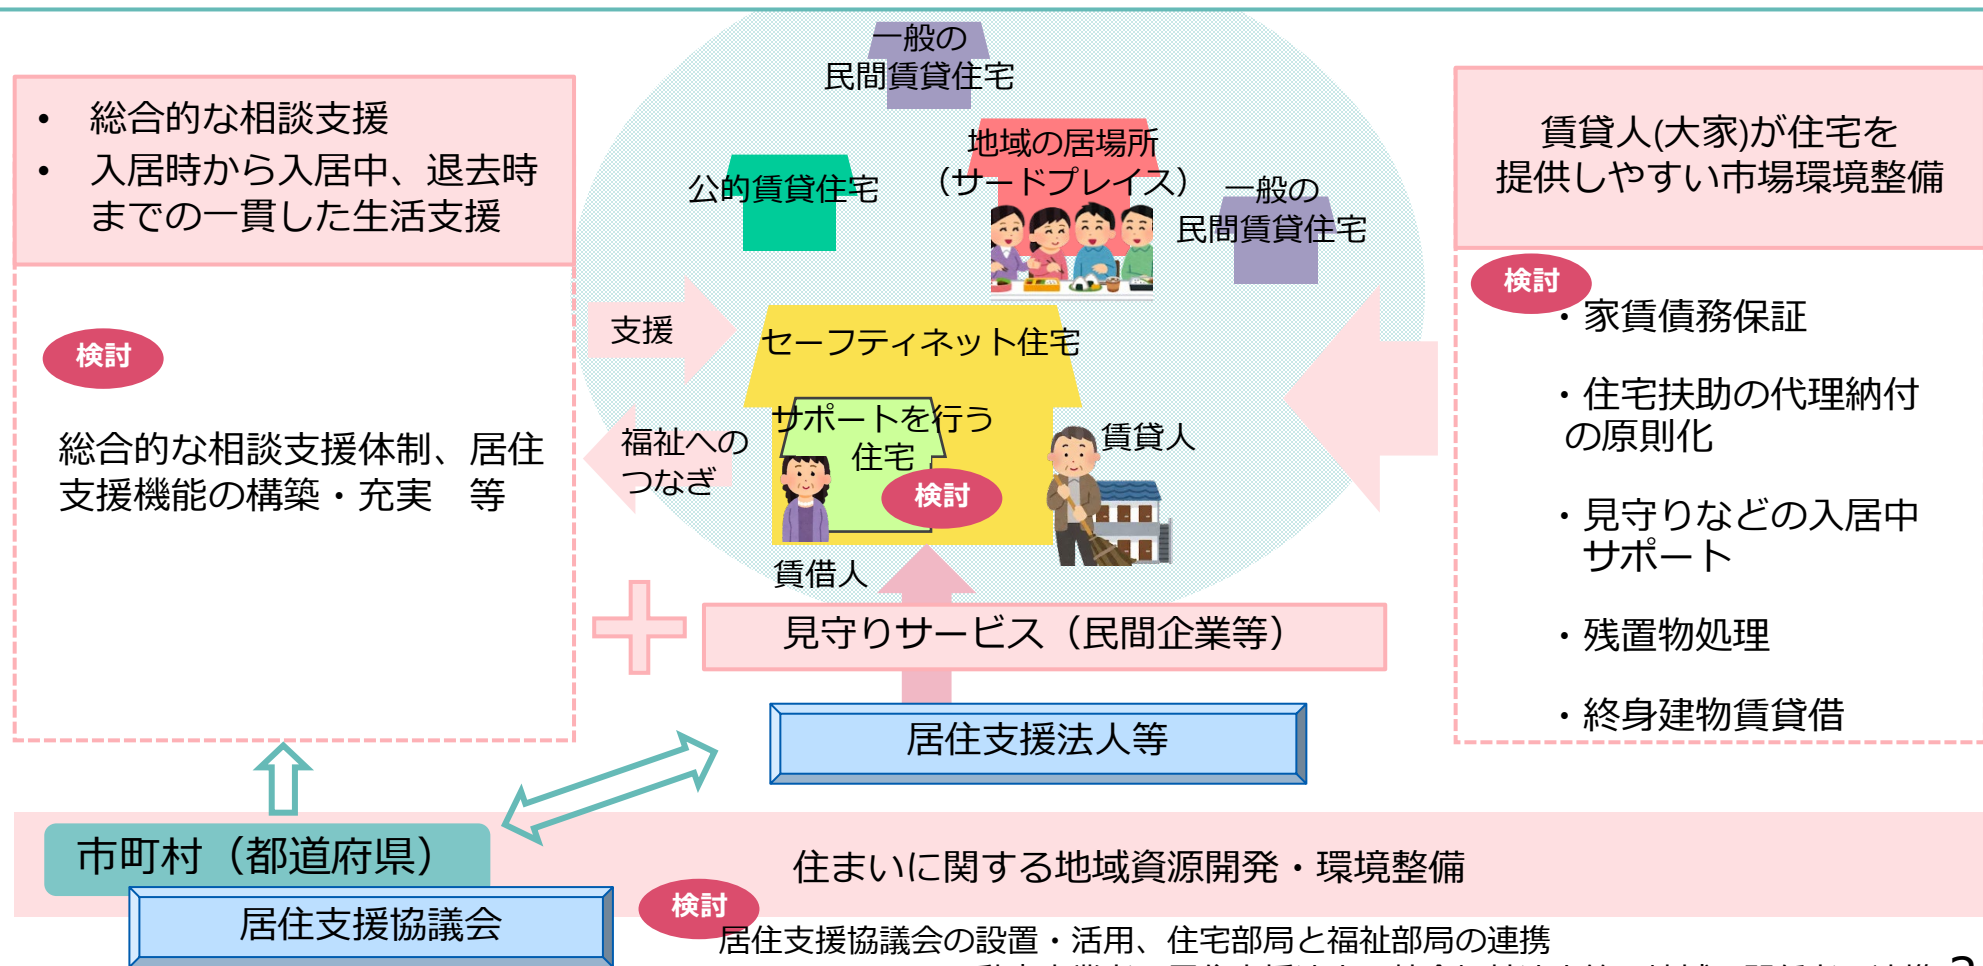 • 総合的な相談支援
• 入居時から入居中、退去時
までの一貫した生活支援
検討
総合的な相談支援体制、居住
支援機能の構築・充実　等
一般の
民間賃貸住宅
地域の居場所
（サードプレイス）
公的賃貸住宅
一般の
民間賃貸住宅
支援
セーフティネット住宅
サポートを行う
住宅
検討
福祉への
つなぎ
賃貸人
賃借人
見守りサービス（民間企業等）
居住支援法人等
賃貸人(大家)が住宅を
提供しやすい市場環境整備
検討
・家賃債務保証
・住宅扶助の代理納付
の原則化
・見守りなどの入居中
サポート
・残置物処理
・終身建物賃貸借
市町村（都道府県）
居住支援協議会
住まいに関する地域資源開発・環境整備
検討
居住支援協議会の設置・活用、住宅部局と福祉部局の連携